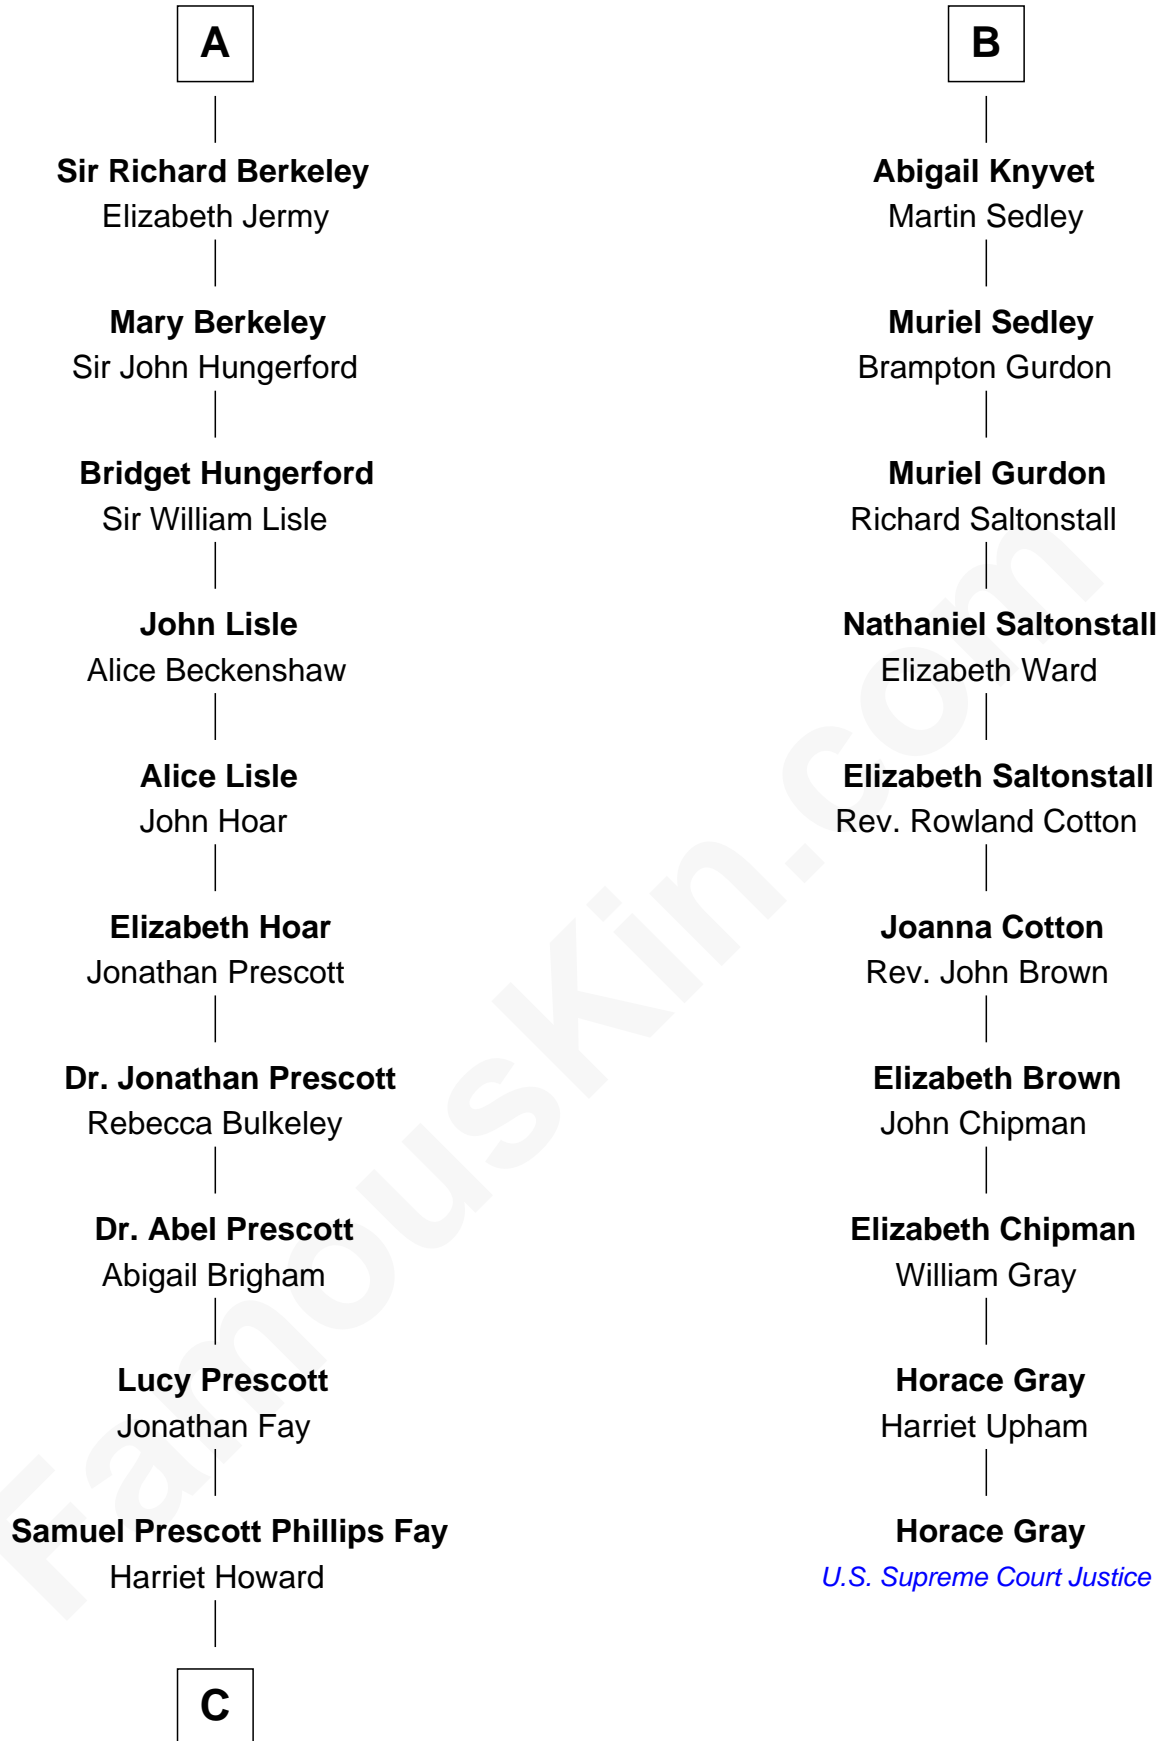 A
Sir Richard Berkeley
Elizabeth Jermy
Mary Berkeley
Sir John Hungerford
Bridget Hungerford
Sir William Lisle
John Lisle
Alice Beckenshaw
Alice Lisle
John Hoar
Elizabeth Hoar
Jonathan Prescott
Dr. Jonathan Prescott
Rebecca Bulkeley
Dr. Abel Prescott
Abigail Brigham
Lucy Prescott
Jonathan Fay
Samuel Prescott Phillips Fay
Harriet Howard
C
B
Abigail Knyvet
Martin Sedley
Muriel Sedley
Brampton Gurdon
Muriel Gurdon
Richard Saltonstall
Nathaniel Saltonstall
Elizabeth Ward
Elizabeth Saltonstall
Rev. Rowland Cotton
Joanna Cotton
Rev. John Brown
Elizabeth Brown
John Chipman
Elizabeth Chipman
William Gray
Horace Gray
Harriet Upham
Horace Gray
U.S. Supreme Court Justice
FamousKin.com